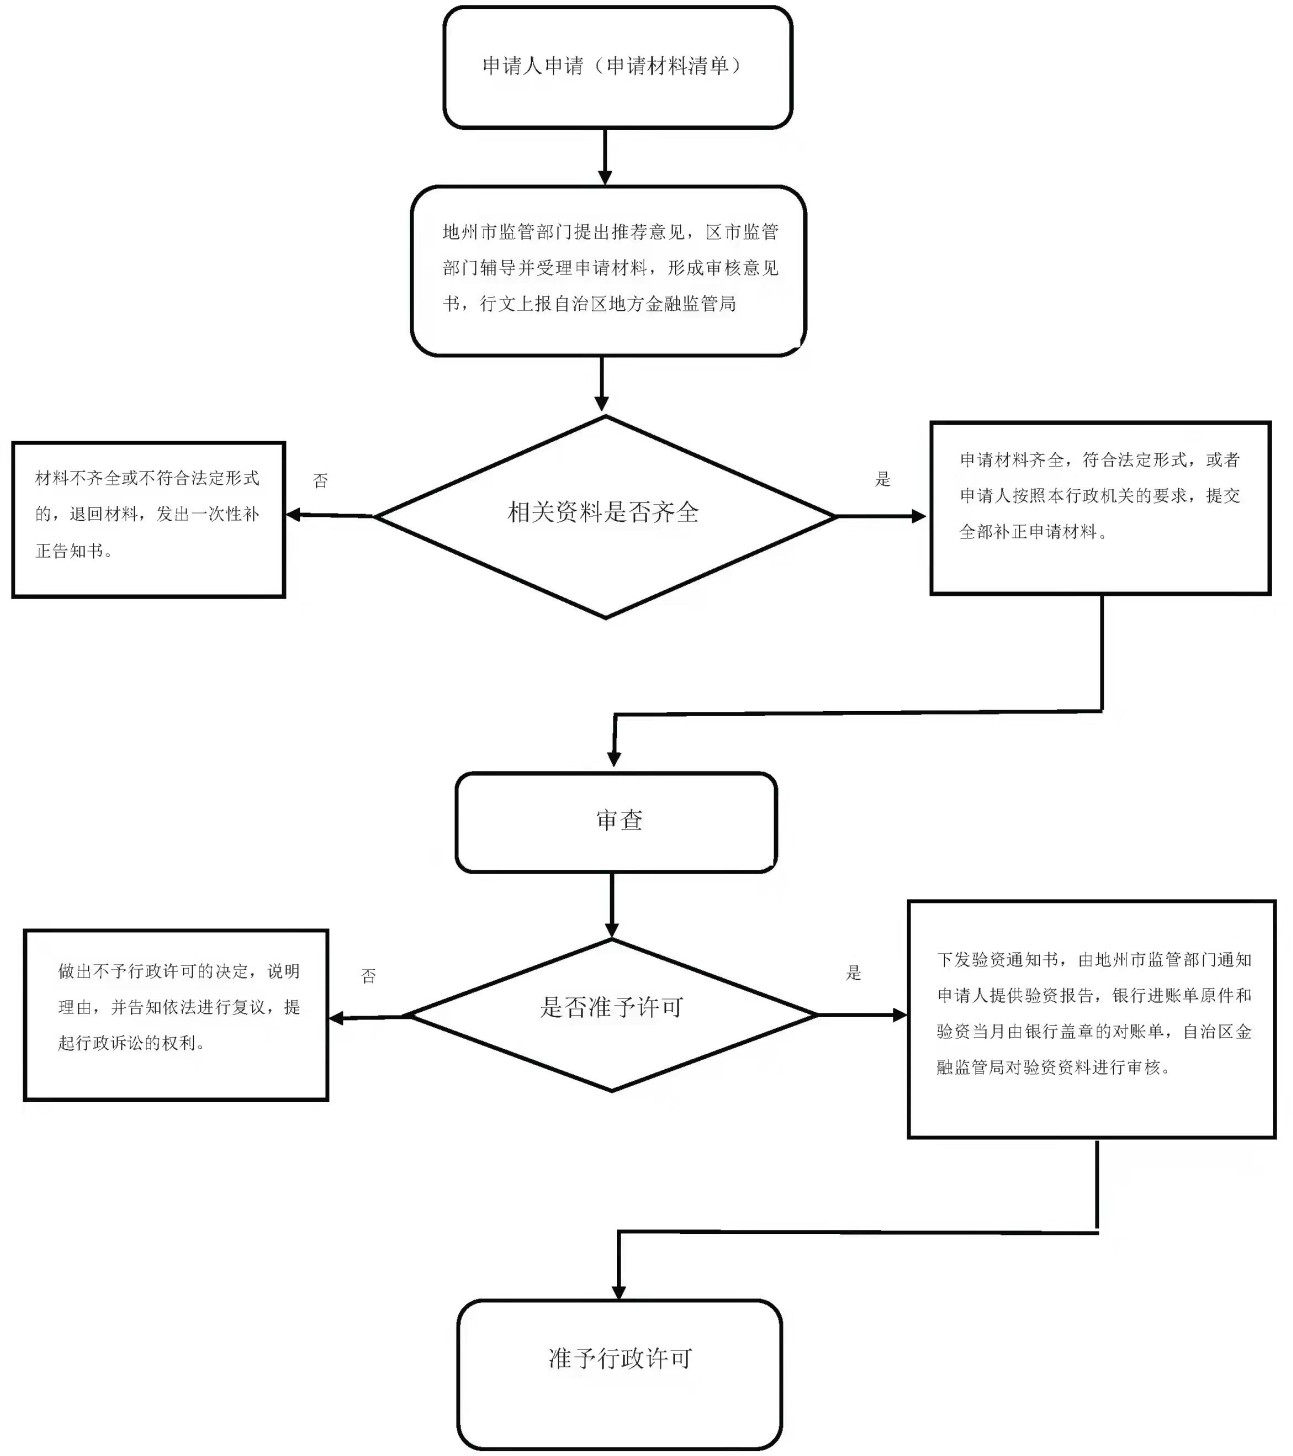 申请人申请（申请材料清单）
地州市监管部门提出推荐意见，区市监管
部门辅导并受理申请材料，形成审核意见
书，行文上报自治区地方金融监管局
材料不齐全或不符合法定形式
的，退回材料，发出一次性补
正告知书。
否
相关资料是否齐全
是
申请材料齐全，符合法定形式，或者
申请人按照本行政机关的要求，提交
全部补正申请材料。
审查
做出不予行政许可的决定，说明
理由，并告知依法进行复议，提
起行政诉讼的权利。
否
是否准予许可
是
下发验资通知书，由地州市监管部门通知
申请人提供验资报告，银行进账单原件和
验资当月由银行盖章的对账单，自治区金
融监管局对验资资料进行审核。
准予行政许可